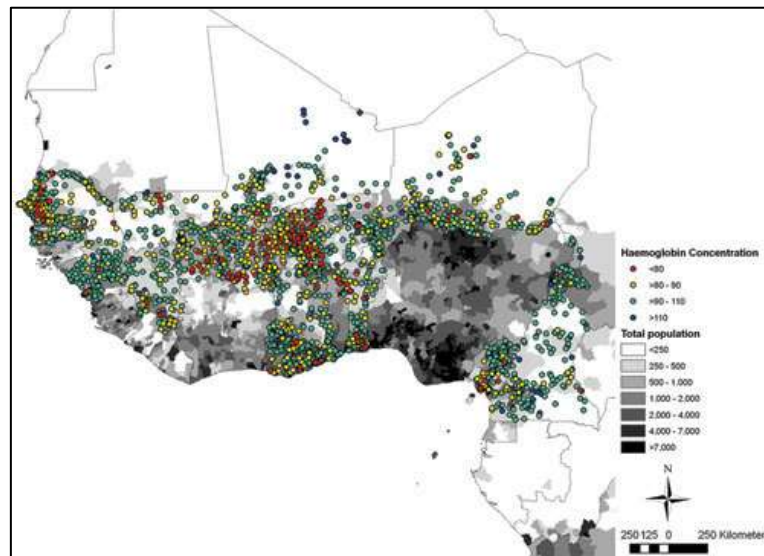 Haemoglobin Concentration
<80
>80 - 90
>90 - 110
>110
Total population
<250
250 - 500
500 - 1.000
1.000 - 2.000
2.000 - 4.000
4.000 - 7.000
>7.000
N
250 125 0 250 Kilometer